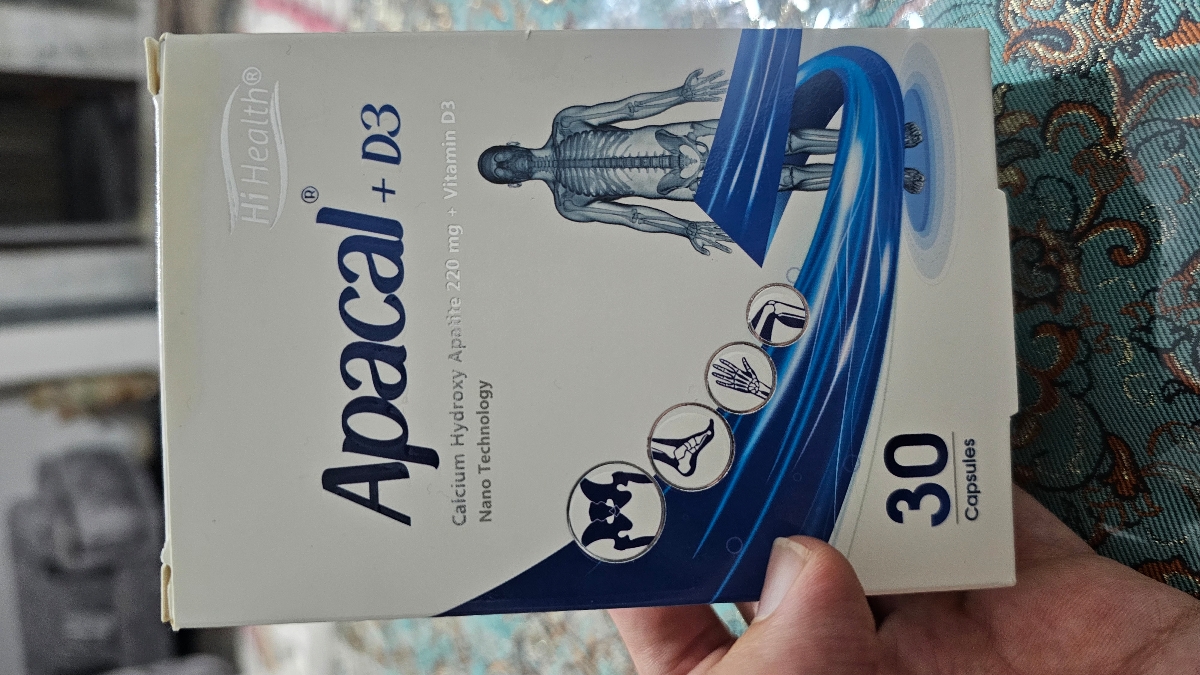 Hi Health®
Apacal® + D3
Calcium Hydroxy Apatite 220 mg + Vitamin D3
Nano Technology
30
Capsules